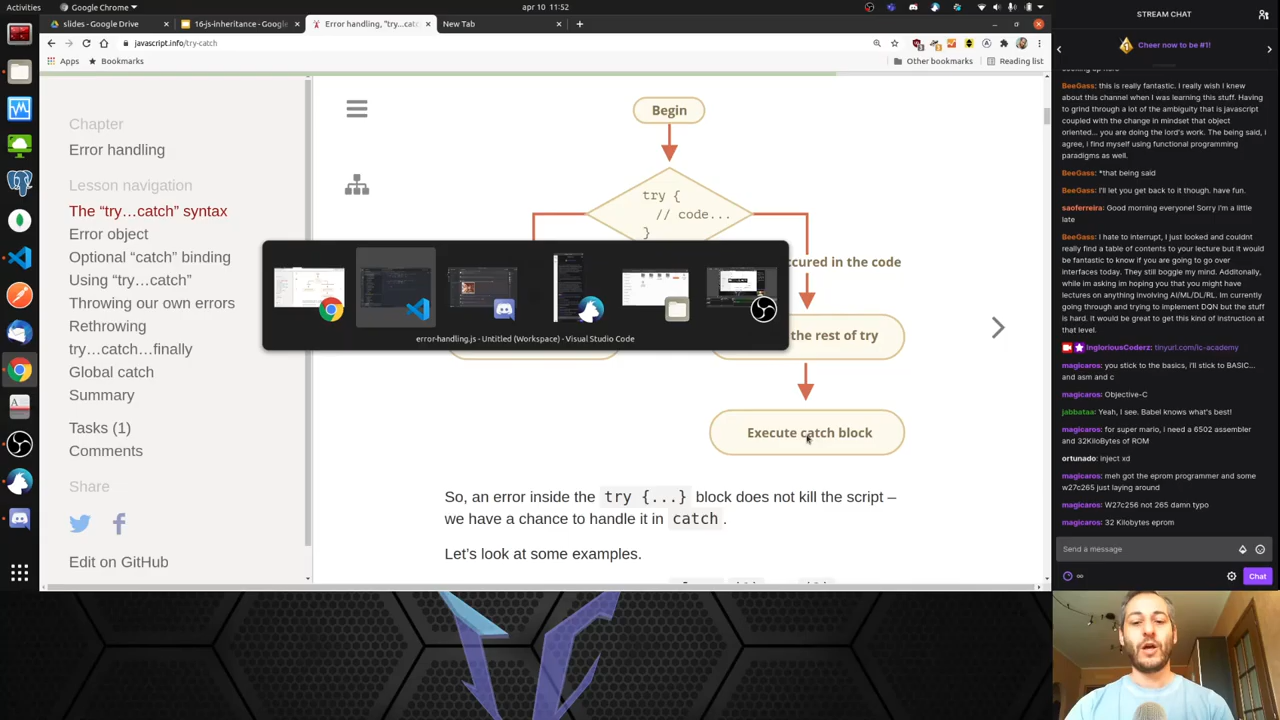 Activities
Google Chrome
apr 10 11:52
slides - Google Drive
16-js-inheritance - Google
Error handling, "try...catc
New Tab
javascript.info/try-catch
Apps
Bookmarks
Other bookmarks
Reading list
Chapter
Error handling
Lesson navigation
The “try…catch” syntax
Error object
Optional “catch” binding
Using “try…catch”
Throwing our own errors
Rethrowing
try…catch…finally
Global catch
Summary
Tasks (1)
Comments
Share
Edit on GitHub
Begin
try {
// code...
}
ccured in the code
the rest of try
Execute catch block
error-handling.js - Untitled (Workspace) - Visual Studio Code
So, an error inside the try {...} block does not kill the script –
we have a chance to handle it in catch.
Let’s look at some examples.
STREAM CHAT
Cheer now to be #1!
BeeGass: this is really fantastic. I really wish I knew
about this channel when I was learning this stuff. Having
to grind through a lot of the ambiguity that is javascript
coupled with the change in mindset that object
oriented... you are doing the lord's work. The being said, i
agree, i find myself using functional programming
paradigms as well.
BeeGass: *that being said
BeeGass: I'll let you get back to it though. have fun.
saoferreira: Good morning everyone! Sorry i'm a little
late
BeeGass: I hate to interrupt, I just looked and couldnt
really find a table of contents to your lecture but it would
be fantastic to know if you are going to go over
interfaces today. They still boggle my mind. Additonally,
while im asking im hoping you that you might have
lectures on anything involving AI/ML/DL/RL. Im currently
going through and trying to implement DQN but the stuff
is hard. It would be great to get this kind of instruction at
that level.
IngloriousCoderz: tinyurl.com/ic-academy
magicaros: you stick to the basics, i'll stick to BASIC...
and asm and c
magicaros: Objective-C
jabbataa: Yeah, I see. Babel knows what's best!
magicaros: for super mario, i need a 6502 assembler
and 32KiloBytes of ROM
ortunado: inject xd
magicaros: meh got the eprom programmer and some
w27c265 just laying around
magicaros: W27c256 not 265 damn typo
magicaros: 32 Kilobytes eprom
Send a message
Chat